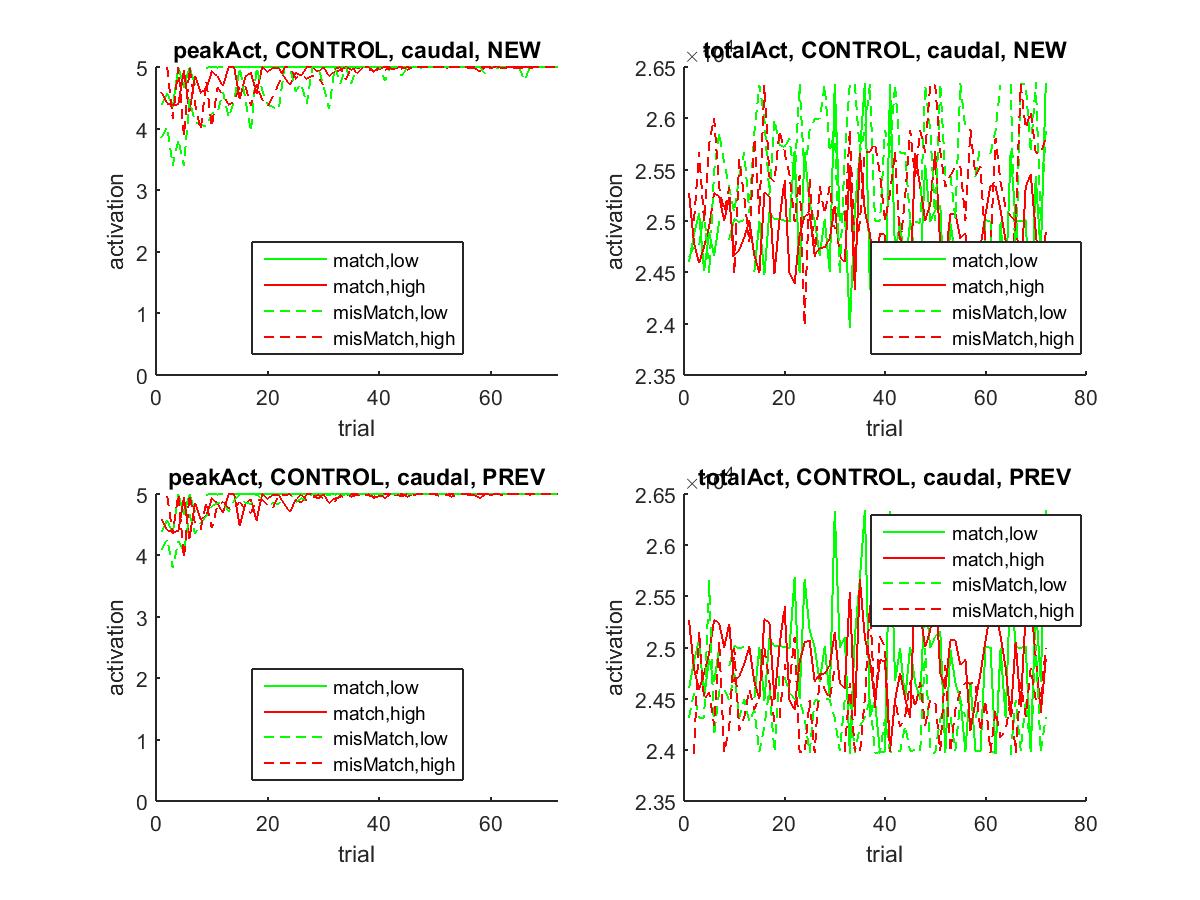 peakAct, CONTROL, caudal, NEW
5
4
3
2
1
0
activation
match,low
match,high
misMatch,low
misMatch,high
0 20 40 60
trial
totalAct, CONTROL, caudal, NEW
2.65
2.6
2.55
2.5
2.45
2.4
2.35
activation
match,low
match,high
misMatch,low
misMatch,high
0 20 40 60 80
trial
peakAct, CONTROL, caudal, PREV
5
4
3
2
1
0
activation
match,low
match,high
misMatch,low
misMatch,high
0 20 40 60
trial
totalAct, CONTROL, caudal, PREV
2.65
2.6
2.55
2.5
2.45
2.4
2.35
activation
match,low
match,high
misMatch,low
misMatch,high
0 20 40 60 80
trial